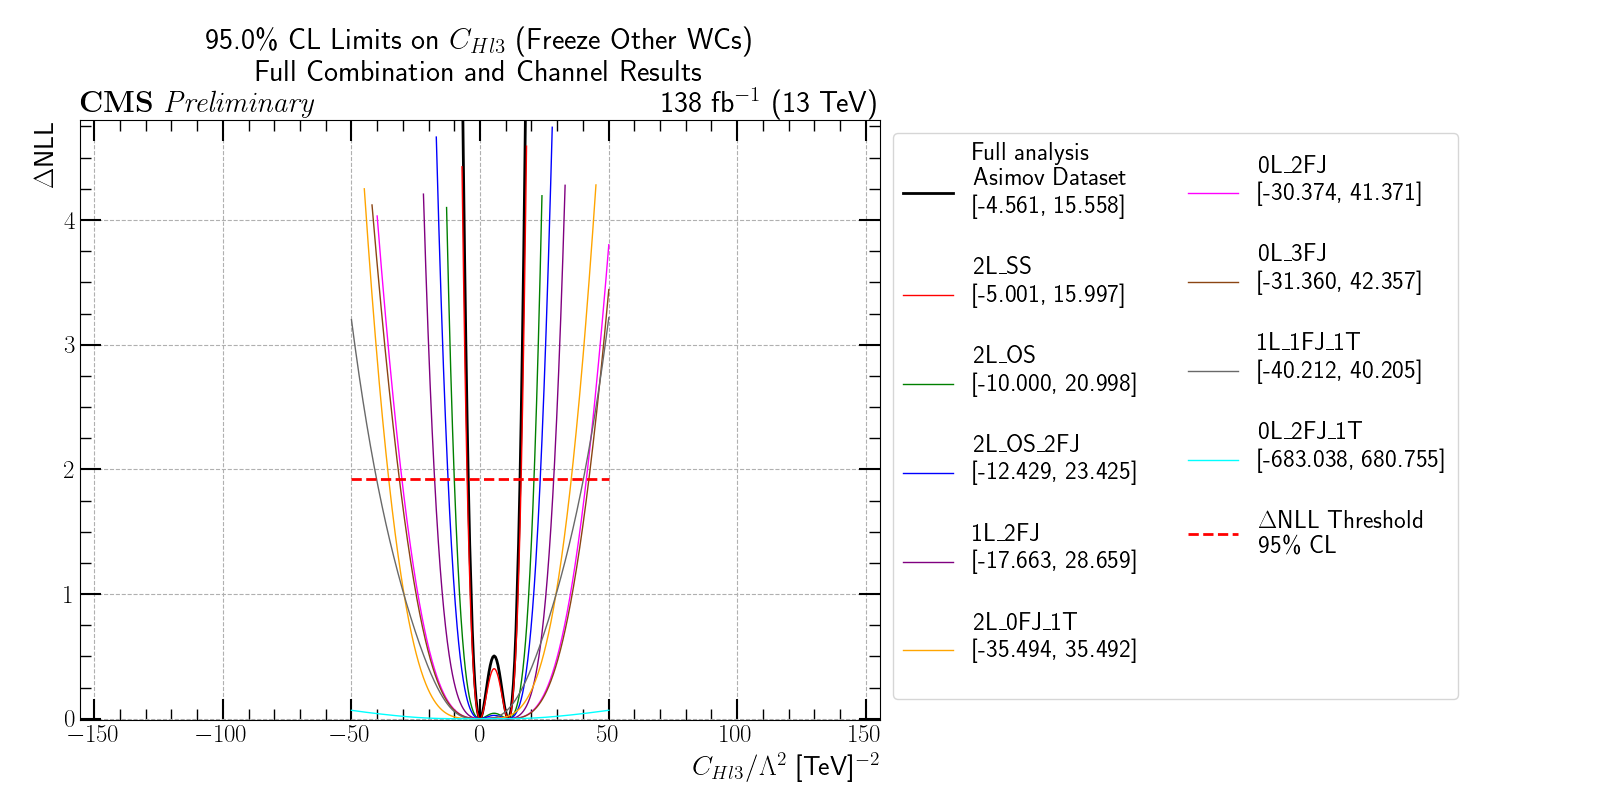 95.0% CL Limits on C_{Hl3} (Freeze Other WCs)
Full Combination and Channel Results
CMS Preliminary
138 fb^{-1} (13 TeV)
ΔNLL
4
3
2
1
0
−150
−100
−50
0
50
100
150
C_{Hl3}/Λ^2 [TeV]^{-2}
Full analysis
Asimov Dataset
[-4.561, 15.558]
2L_SS
[-5.001, 15.997]
2L_OS
[-10.000, 20.998]
2L_OS_2FJ
[-12.429, 23.425]
1L_2FJ
[-17.663, 28.659]
2L_0FJ_1T
[-35.494, 35.492]
0L_2FJ
[-30.374, 41.371]
0L_3FJ
[-31.360, 42.357]
1L_1FJ_1T
[-40.212, 40.205]
0L_2FJ_1T
[-683.038, 680.755]
ΔNLL Threshold
95% CL